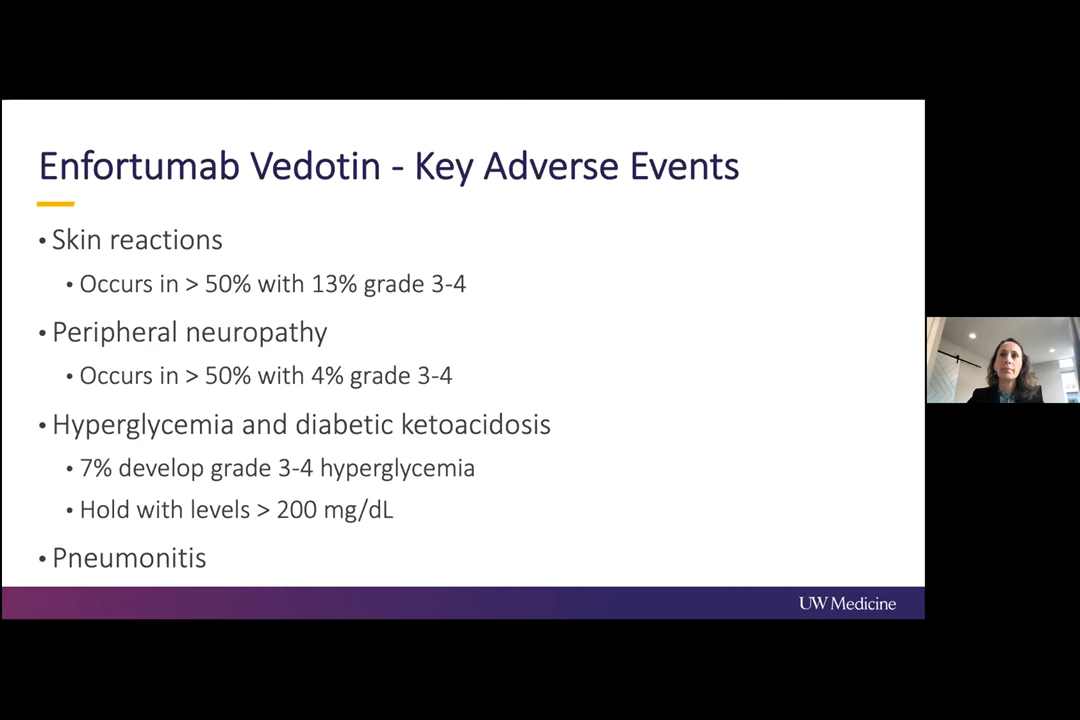 Enfortumab Vedotin - Key Adverse Events
• Skin reactions
• Occurs in > 50% with 13% grade 3-4
• Peripheral neuropathy
• Occurs in > 50% with 4% grade 3-4
• Hyperglycemia and diabetic ketoacidosis
• 7% develop grade 3-4 hyperglycemia
• Hold with levels > 200 mg/dL
• Pneumonitis
UW Medicine